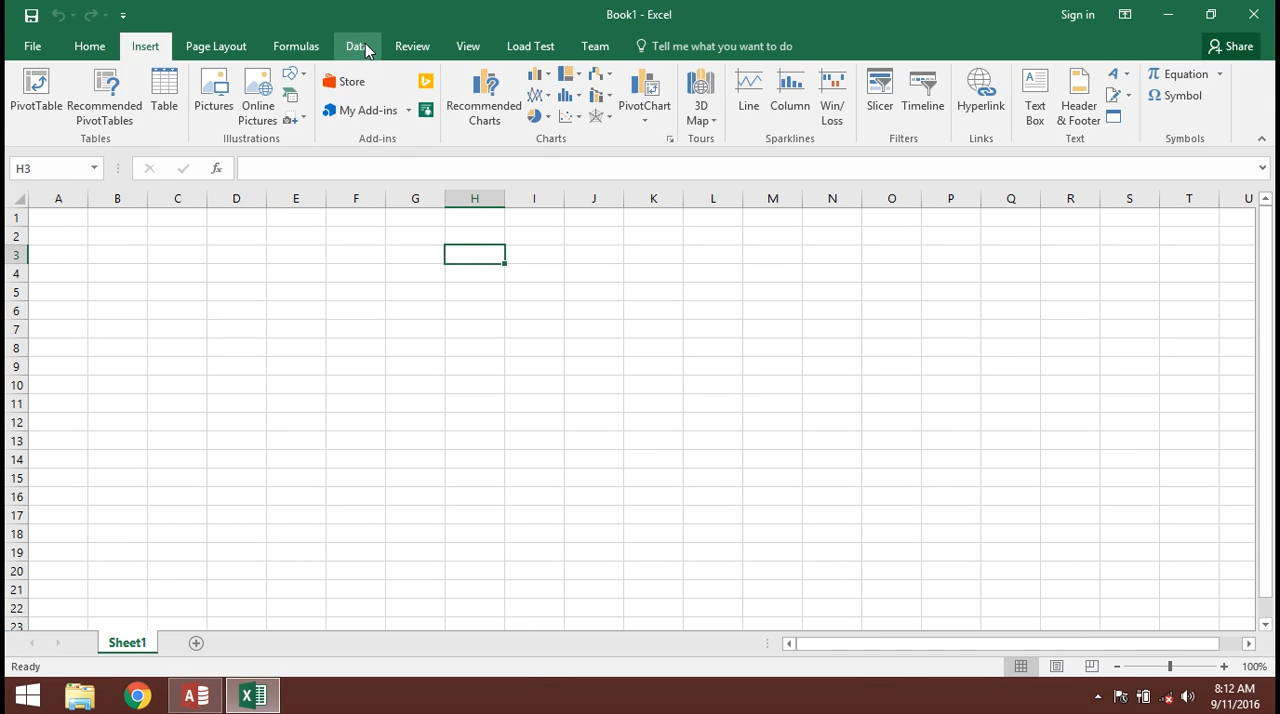 Book1 - Excel
Sign in
File Home Insert Page Layout Formulas Data Review View Load Test Team Tell me what you want to do Share
PivotTable Recommended PivotTables Table
Tables
Pictures Online Pictures
Illustrations
Store
My Add-ins
Add-ins
Recommended Charts
PivotChart
Charts
3D Map
Tours
Line Column Win/ Loss
Sparklines
Slicer Timeline
Filters
Hyperlink
Links
Text Box Header & Footer
Text
Equation
Symbol
Symbols
H3
fx
A B C D E F G H I J K L M N O P Q R S T U
1
2
3
4
5
6
7
8
9
10
11
12
13
14
15
16
17
18
19
20
21
22
23
Sheet1
Ready
100%
8:12 AM
9/11/2016